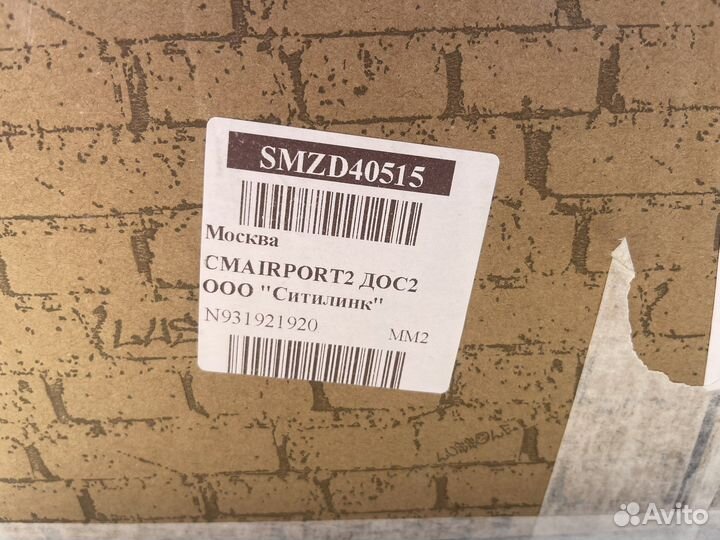 SMZD40515
Москва
CMAIRPORT2 ДОС2
ООО "Ситилинк"
N931921920 MM2
Avito